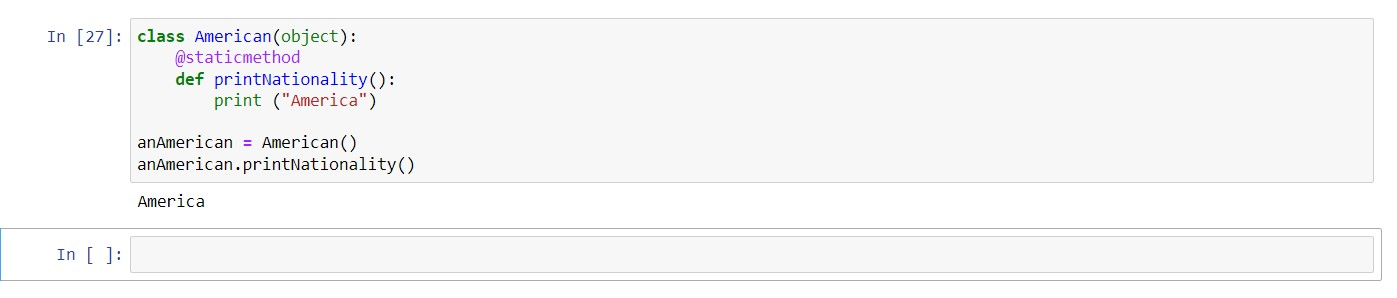 In [27]: class American(object):
    @staticmethod
    def printNationality():
        print ("America")

anAmerican = American()
anAmerican.printNationality()
America
In [ ]: